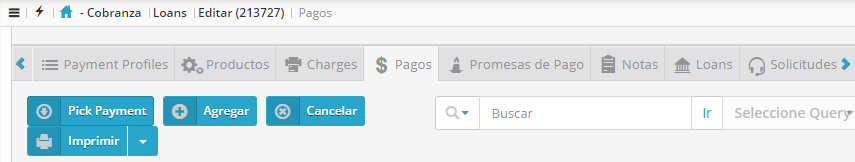 - Cobranza | Loans | Editar (213727) | Pagos
Payment Profiles Productos Charges Pagos Promesas de Pago Notas Loans Solicitudes
Pick Payment Agregar Cancelar Buscar Ir Seleccione Query
Imprimir